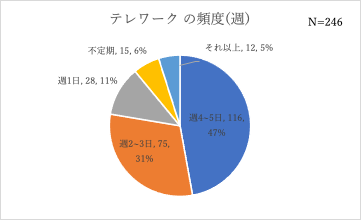 テレワーク の頻度(週)
N=246
それ以上, 12, 5%
不定期, 15, 6%
週1日, 28, 11%
週4~5日, 116,
47%
週2~3日, 75,
31%